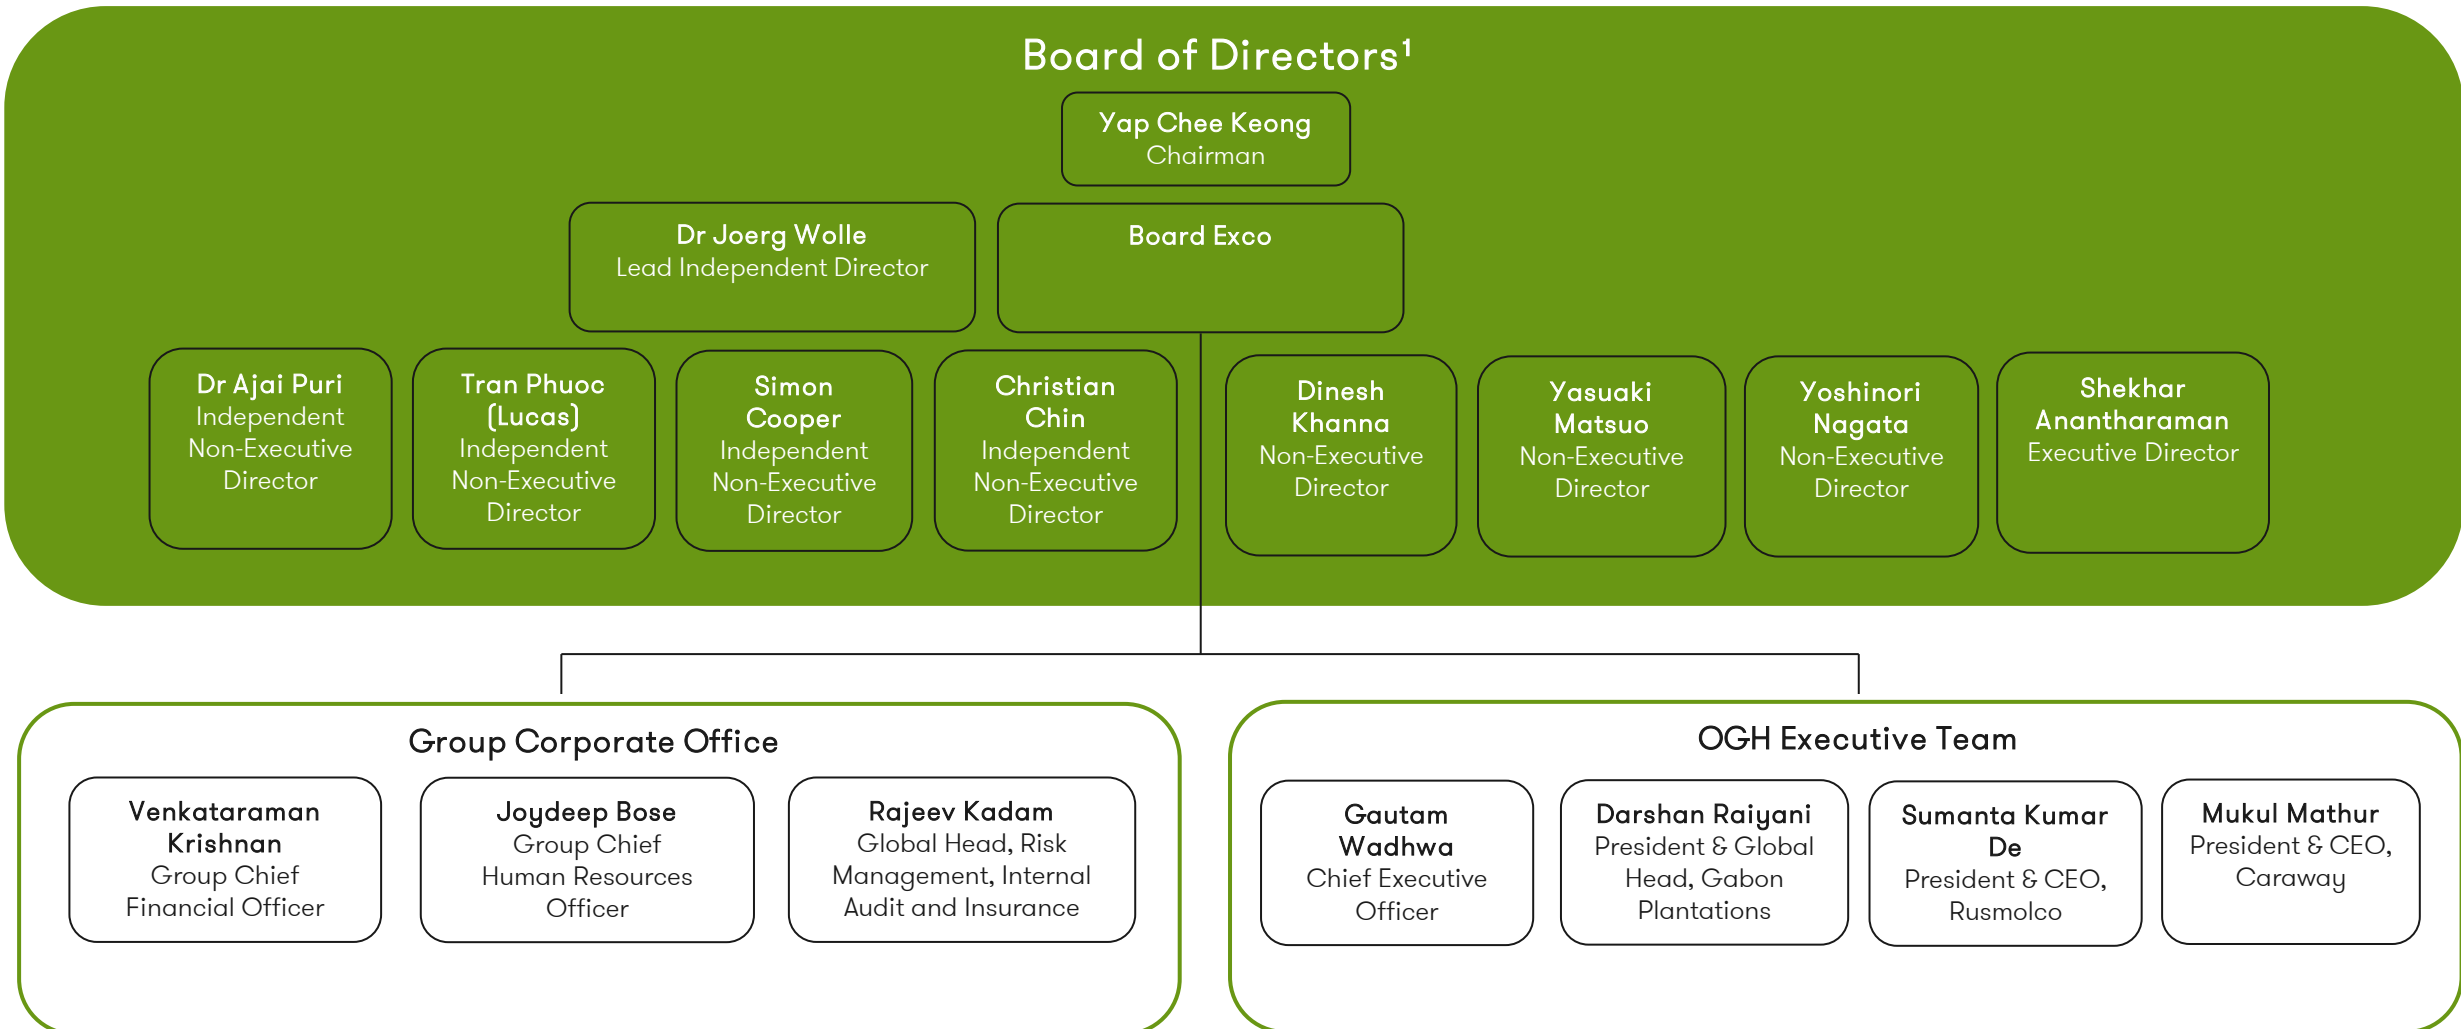 Board of Directors¹
Yap Chee Keong
Chairman
Dr Joerg Wolle
Lead Independent Director
Board Exco
Dr Ajai Puri
Independent
Non-Executive
Director
Tran Phuoc
(Lucas)
Independent
Non-Executive
Director
Simon
Cooper
Independent
Non-Executive
Director
Christian
Chin
Independent
Non-Executive
Director
Dinesh
Khanna
Non-Executive
Director
Yasuaki
Matsuo
Non-Executive
Director
Yoshinori
Nagata
Non-Executive
Director
Shekhar
Anantharaman
Executive Director
Group Corporate Office
Venkataraman
Krishnan
Group Chief
Financial Officer
Joydeep Bose
Group Chief
Human Resources
Officer
Rajeev Kadam
Global Head, Risk
Management, Internal
Audit and Insurance
OGH Executive Team
Gautam
Wadhwa
Chief Executive
Officer
Darshan Raiyani
President & Global
Head, Gabon
Plantations
Sumanta Kumar
De
President & CEO,
Rusmolco
Mukul Mathur
President & CEO,
Caraway